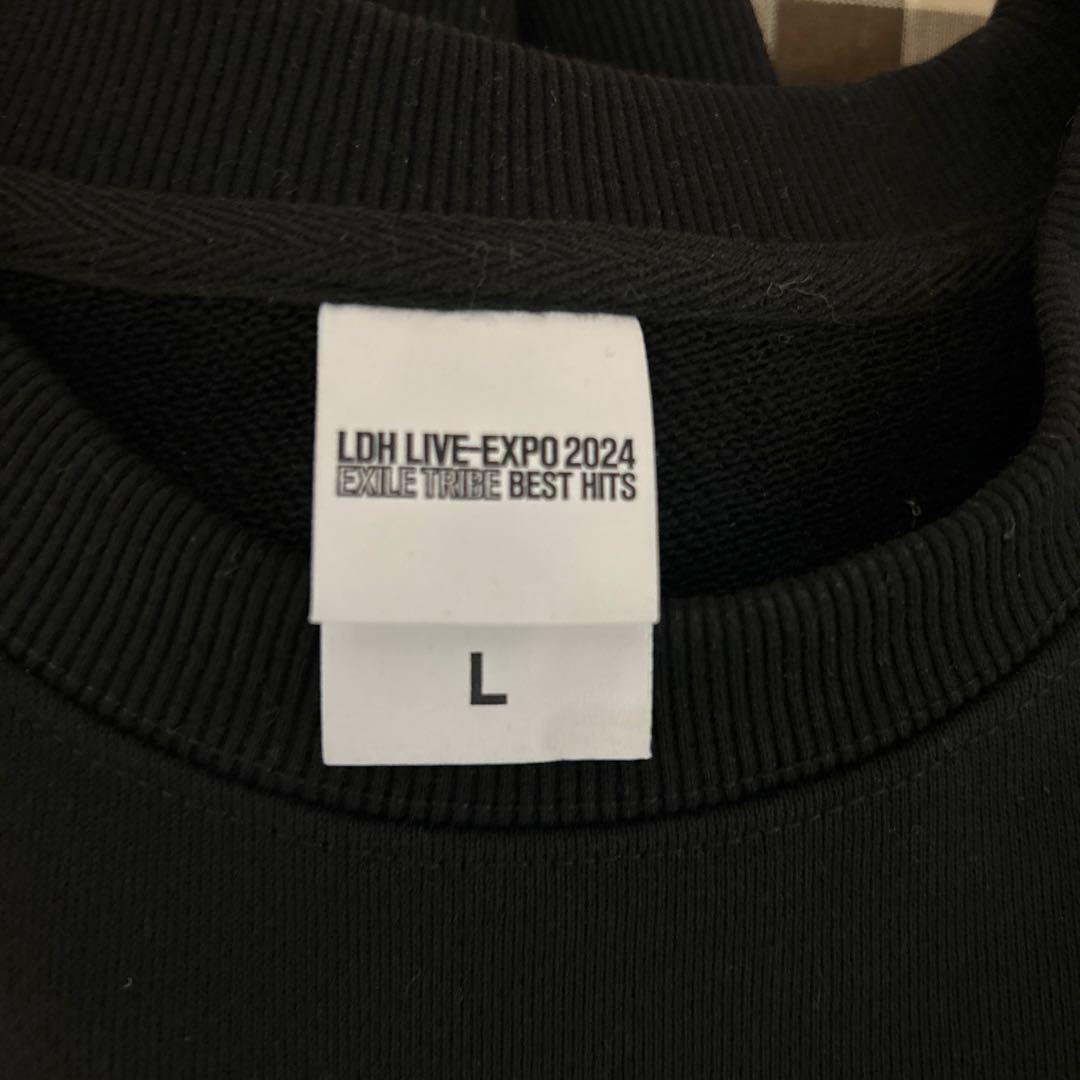 LDH LIVE-EXPO 2024
EXILE TRIBE BEST HITS
L